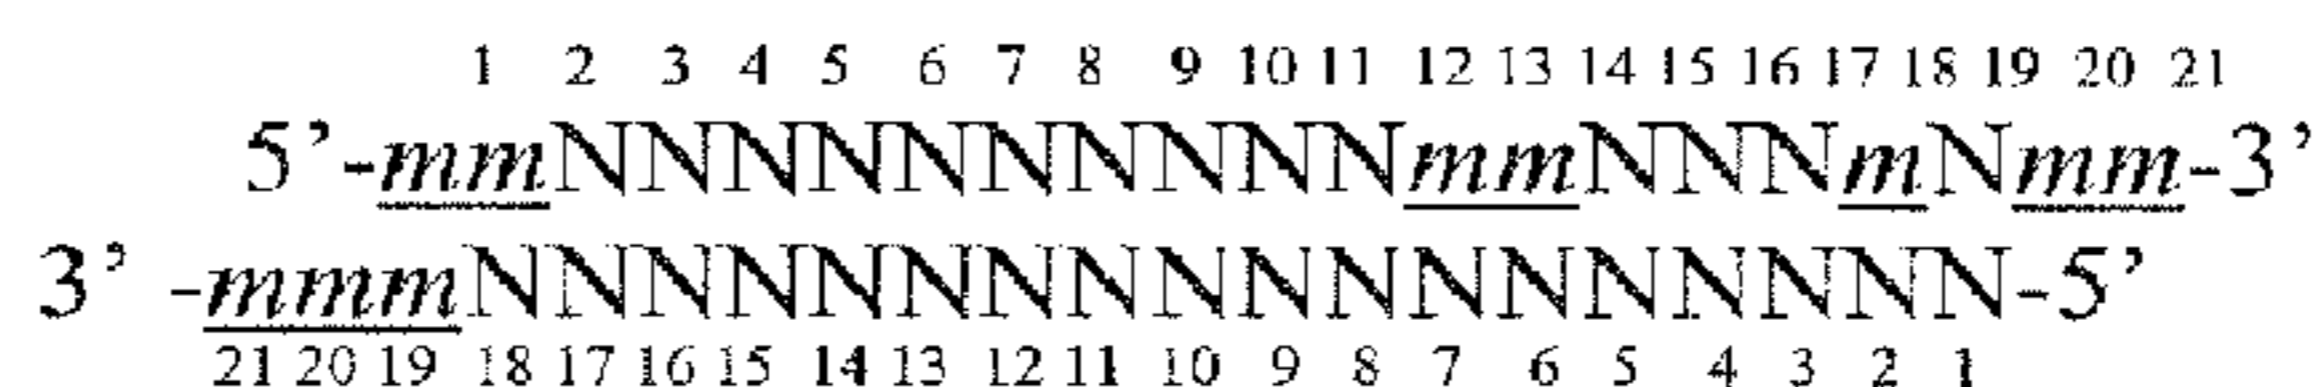 1 2 3 4 5 6 7 8 9 10 11 12 13 14 15 16 17 18 19 20 21
5’-mmNNNNNNNNNNmmNNNmNmm-3’
3’ -mmmNNNNNNNNNNNNNNNNNN-5’
21 20 19 18 17 16 15 14 13 12 11 10 9 8 7 6 5 4 3 2 1